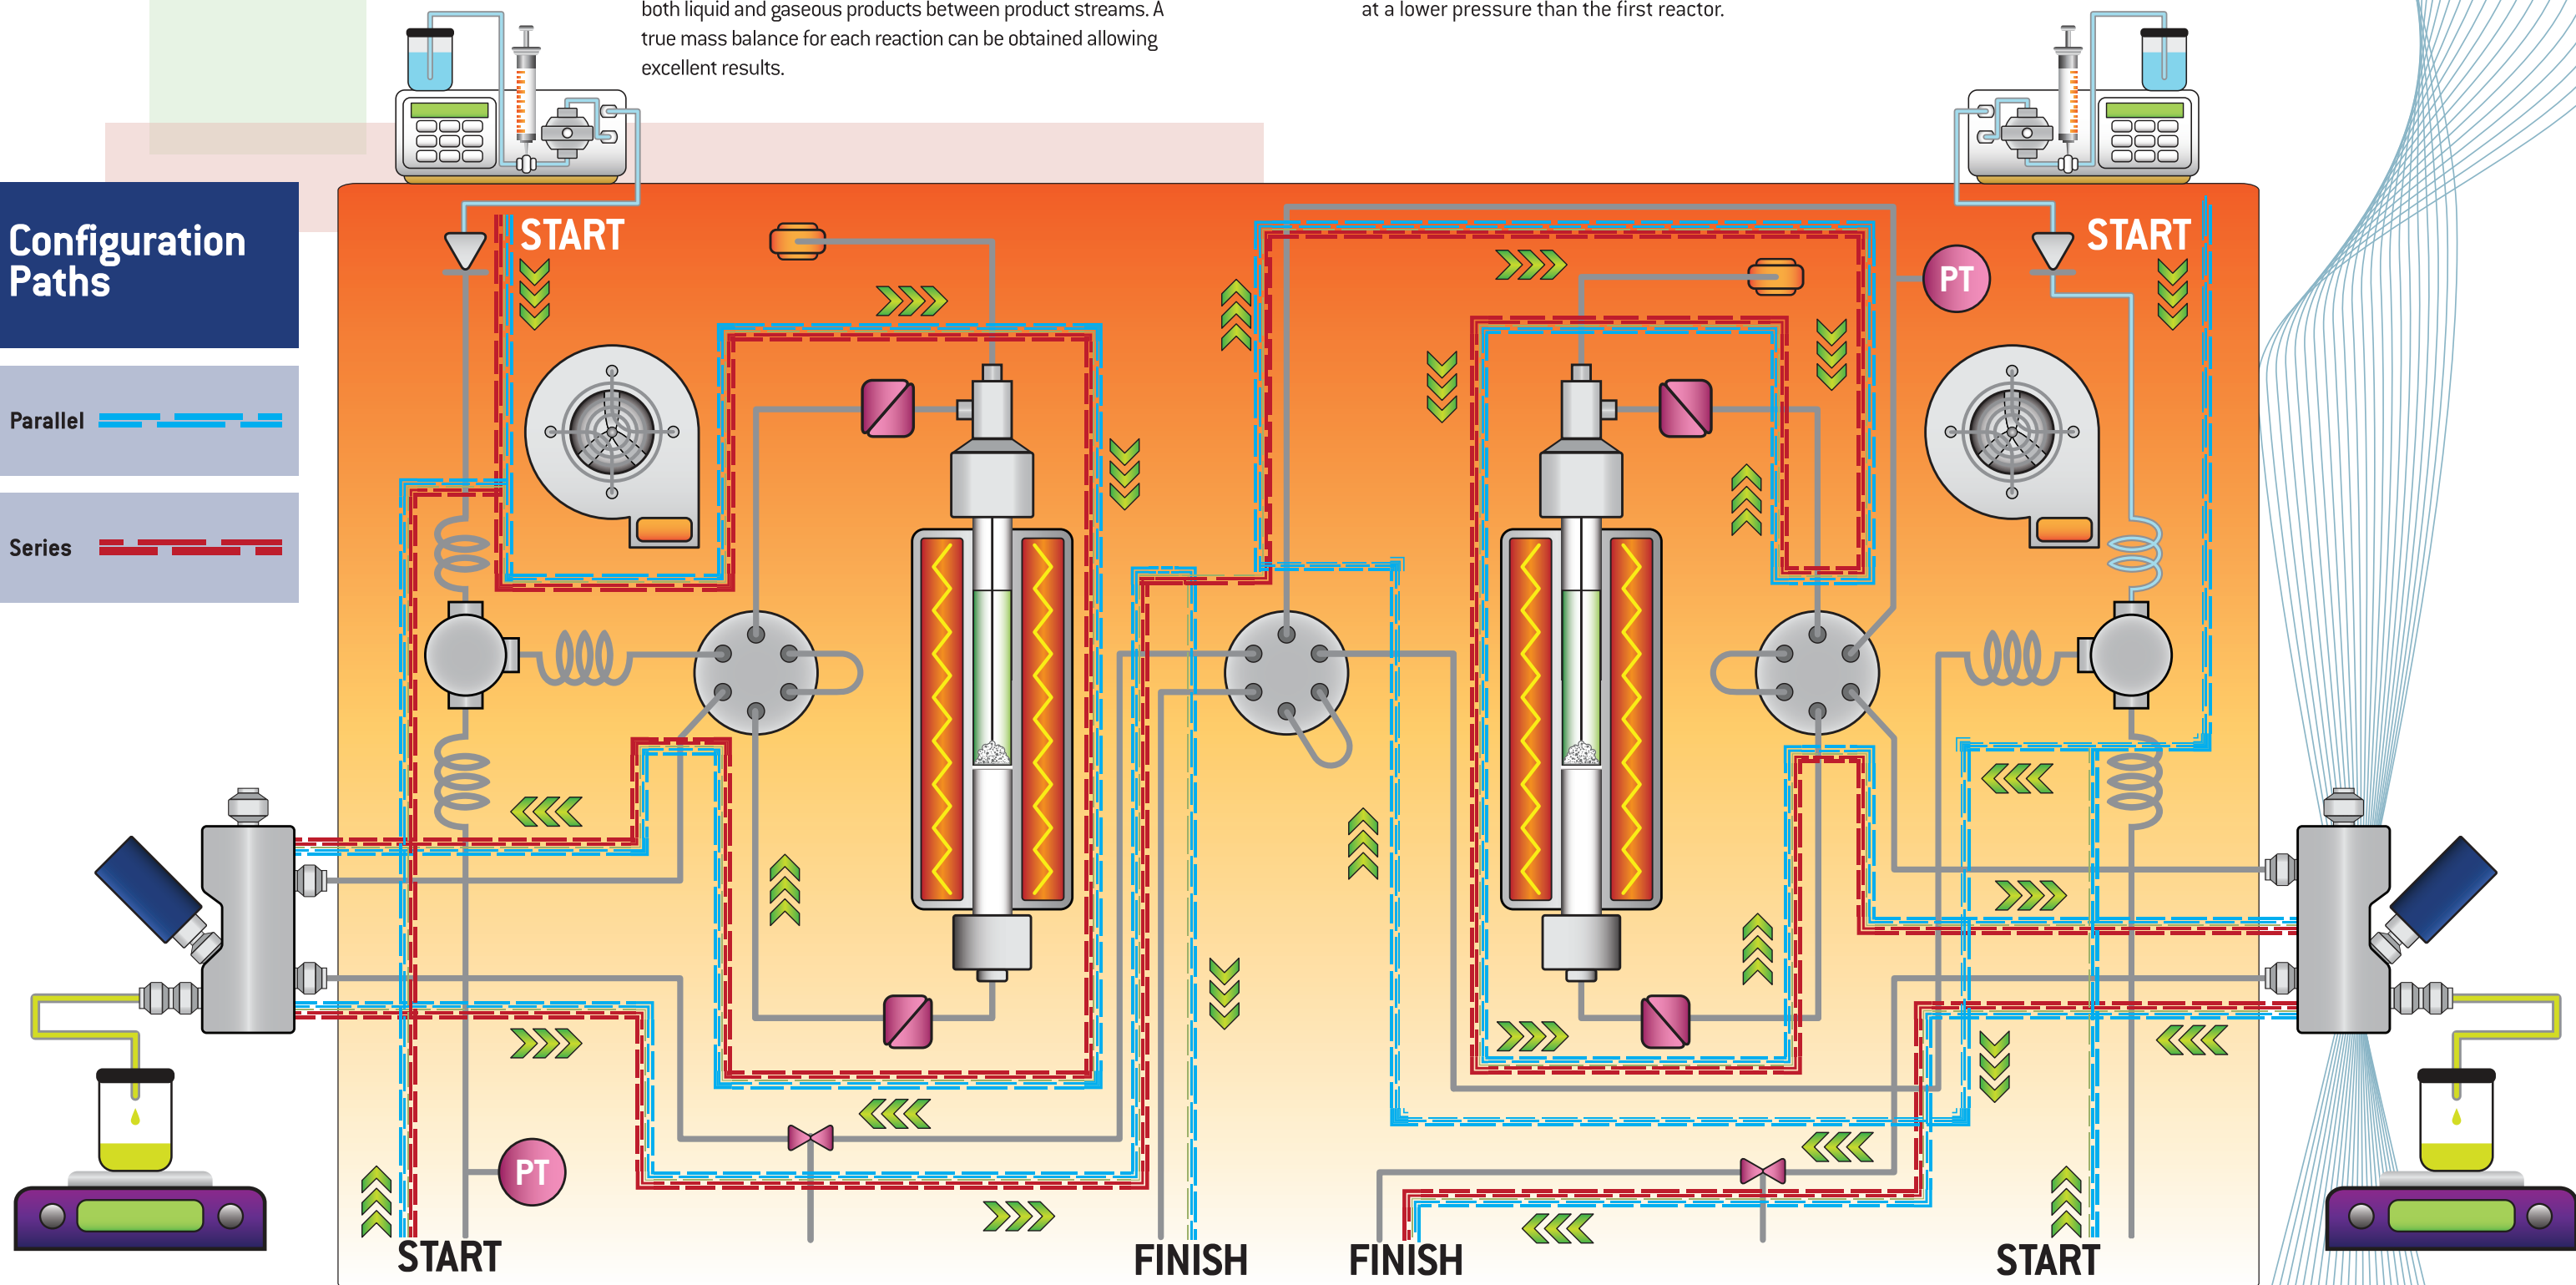 both liquid and gaseous products between product streams. A
true mass balance for each reaction can be obtained allowing
excellent results.
at a lower pressure than the first reactor.
Configuration
Paths
Parallel
Series
START
START
PT
PT
START
FINISH
FINISH
START